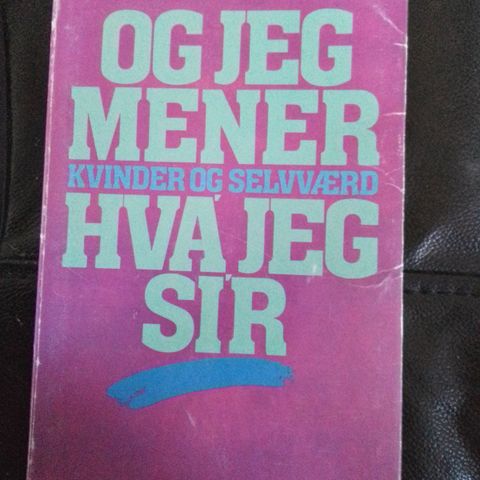 OG JEG
MENER
KVINDER OG SELVVÆRD
HVA' JEG
SI'R